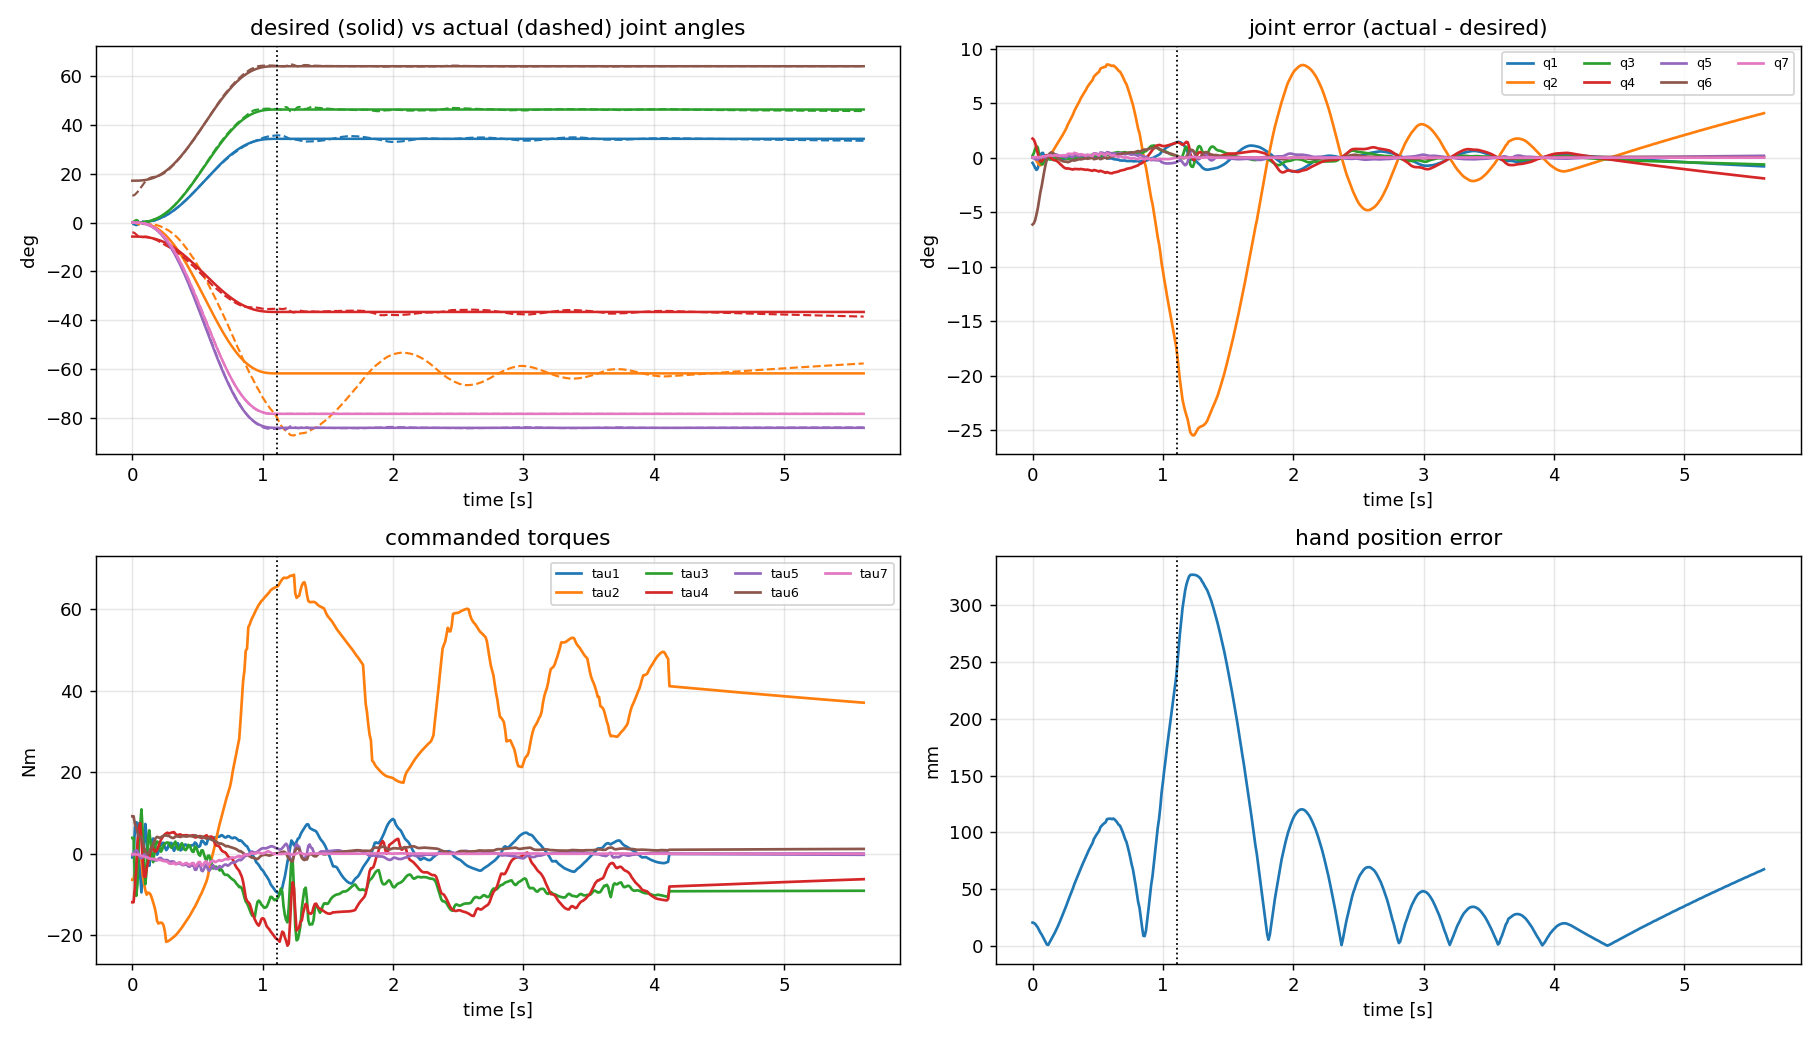 desired (solid) vs actual (dashed) joint angles
60
40
20
0
−20
−40
−60
−80
deg
0 1 2 3 4 5
time [s]
joint error (actual - desired)
10
5
0
−5
−10
−15
−20
−25
deg
q1 q3 q5 q7
q2 q4 q6
0 1 2 3 4 5
time [s]
commanded torques
60
40
20
0
−20
Nm
tau1 tau3 tau5 tau7
tau2 tau4 tau6
0 1 2 3 4 5
time [s]
hand position error
300
250
200
150
100
50
0
mm
0 1 2 3 4 5
time [s]